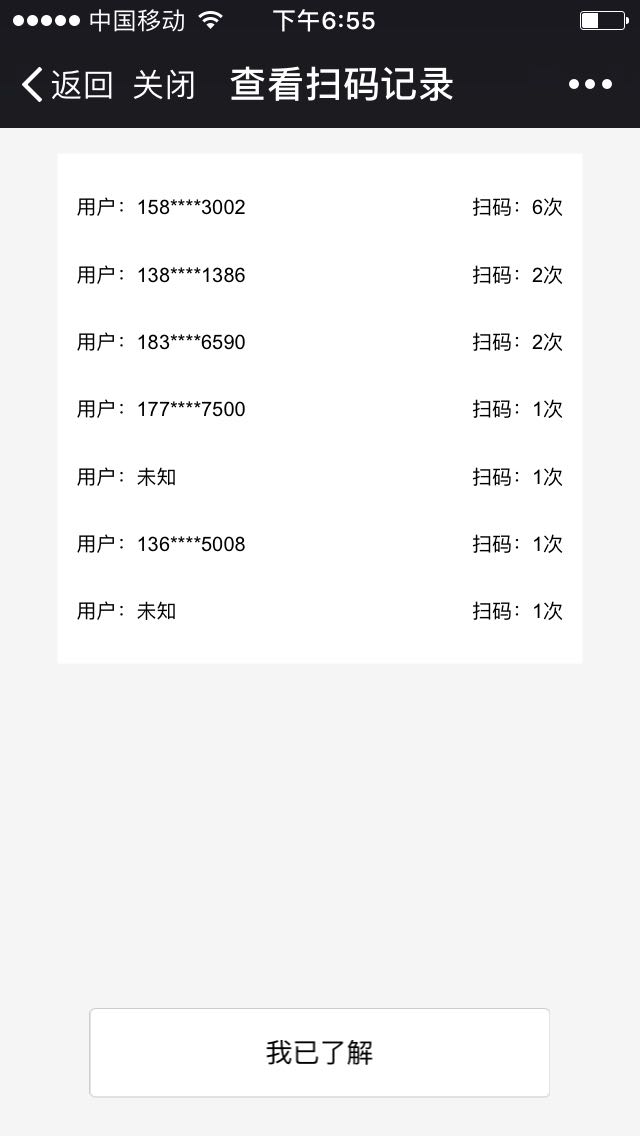 中国移动 下午6:55
返回 关闭 查看扫码记录
用户：158****3002 扫码：6次
用户：138****1386 扫码：2次
用户：183****6590 扫码：2次
用户：177****7500 扫码：1次
用户：未知 扫码：1次
用户：136****5008 扫码：1次
用户：未知 扫码：1次
我已了解